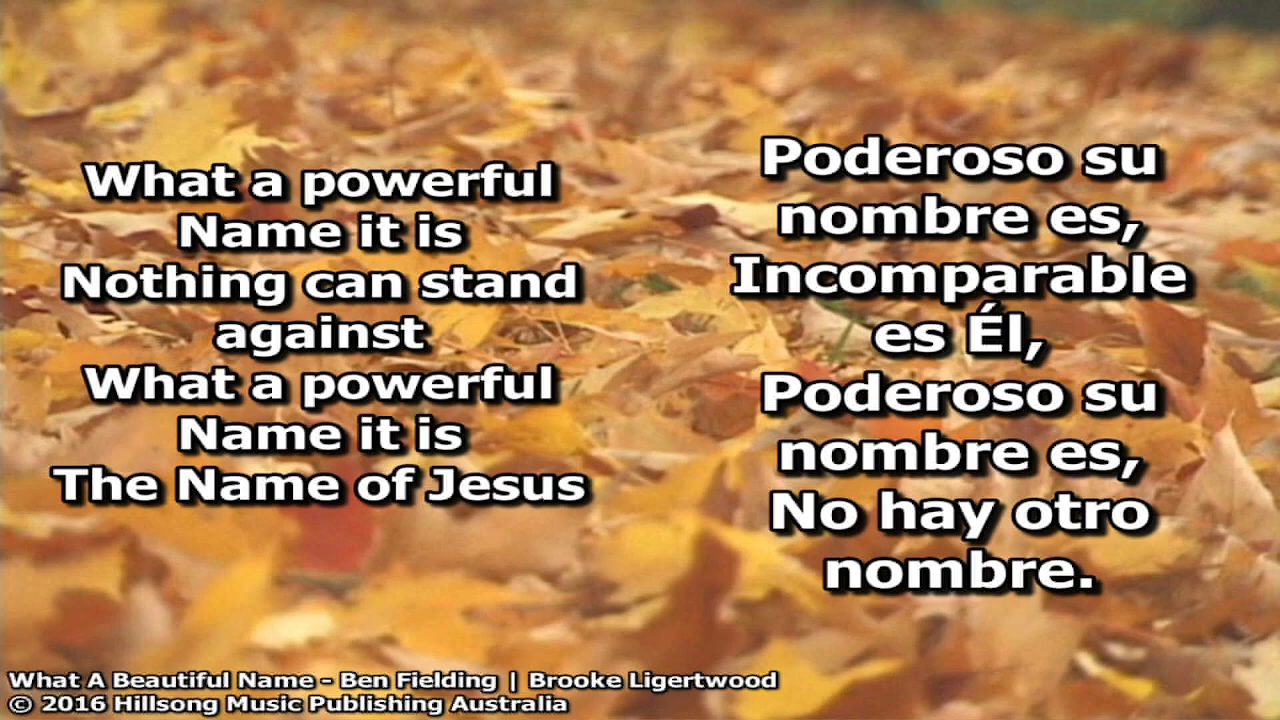 What a powerful
Name it is
Nothing can stand
against
What a powerful
Name it is
The Name of Jesus
Poderoso su
nombre es,
Incomparable
es Él,
Poderoso su
nombre es,
No hay otro
nombre.
What A Beautiful Name - Ben Fielding | Brooke Ligertwood
© 2016 Hillsong Music Publishing Australia